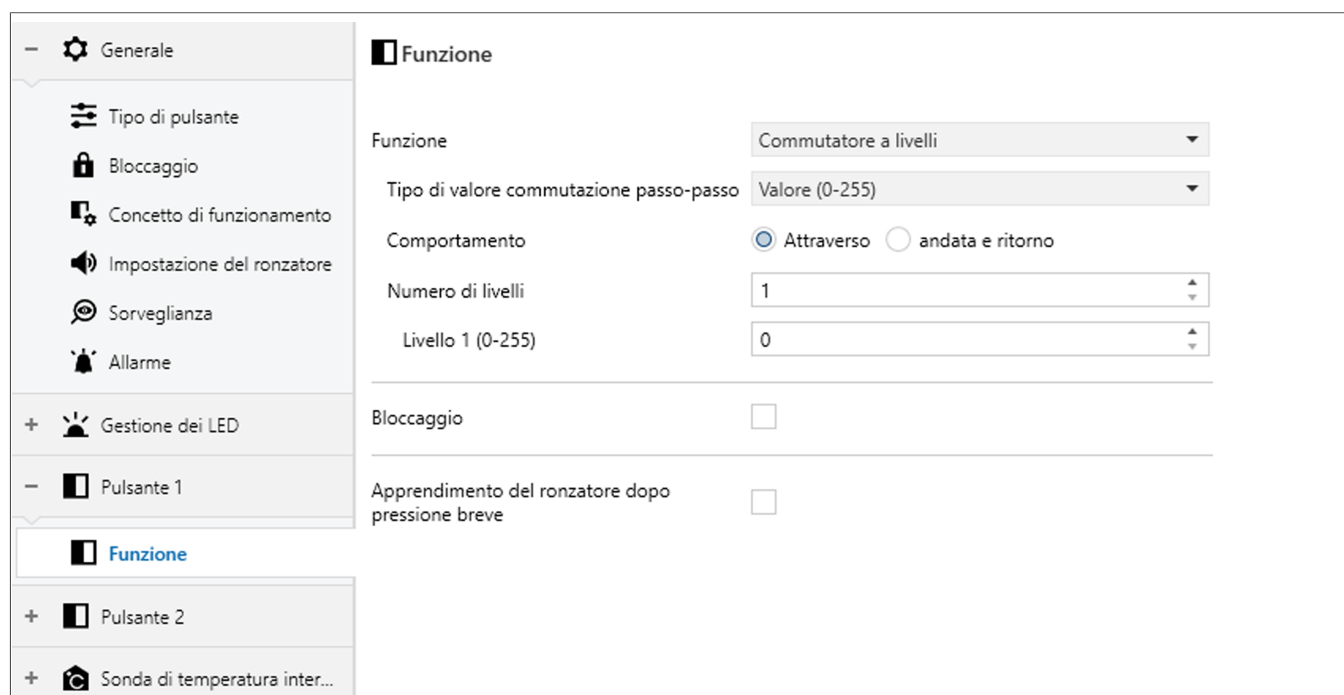 Generale
Tipo di pulsante
Bloccaggio
Concetto di funzionamento
Impostazione del ronzatore
Sorveglianza
Allarme
Gestione dei LED
Pulsante 1
Funzione
Pulsante 2
Sonda di temperatura inter...
Funzione
Funzione Commutatore a livelli
Tipo di valore commutazione passo-passo Valore (0-255)
Comportamento Attraverso andata e ritorno
Numero di livelli 1
Livello 1 (0-255) 0
Bloccaggio
Apprendimento del ronzatore dopo
pressione breve